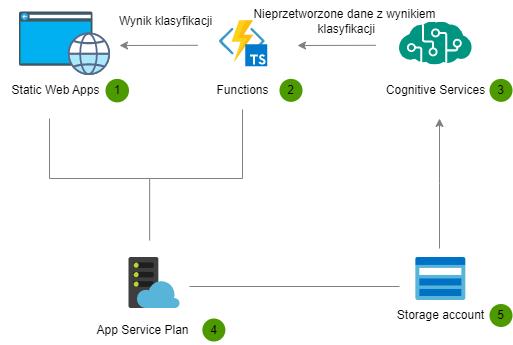 Wynik klasyfikacji
Nieprzetworzone dane z wynikiem
klasyfikacji
TS
Static Web Apps 1
Functions 2
Cognitive Services 3
App Service Plan 4
Storage account 5